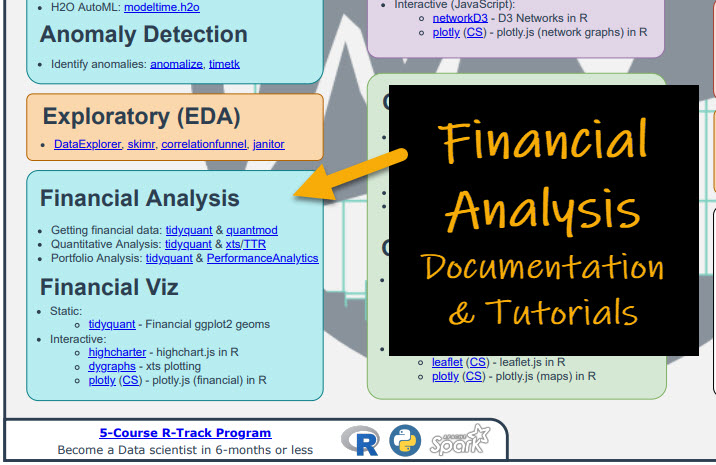 H2O AutoML: modeltime.h2o
Anomaly Detection
Identify anomalies: anomalize, timetk
Exploratory (EDA)
DataExplorer, skimr, correlationfunnel, janitor
Financial Analysis
Getting financial data: tidyquant & quantmod
Quantitative Analysis: tidyquant & xts/TTR
Portfolio Analysis: tidyquant & PerformanceAnalytics
Financial Viz
Static:
tidyquant - Financial ggplot2 geoms
Interactive:
highcharter - highchart.js in R
dygraphs - xts plotting
plotly (CS) - plotly.js (financial) in R
Interactive (JavaScript):
networkD3 - D3 Networks in R
plotly (CS) - plotly.js (network graphs) in R
Financial
Analysis
Documentation
& Tutorials
leaflet (CS) - leaflet.js in R
plotly (CS) - plotly.js (maps) in R
5-Course R-Track Program
Become a Data scientist in 6-months or less
R
APACHE
Spark